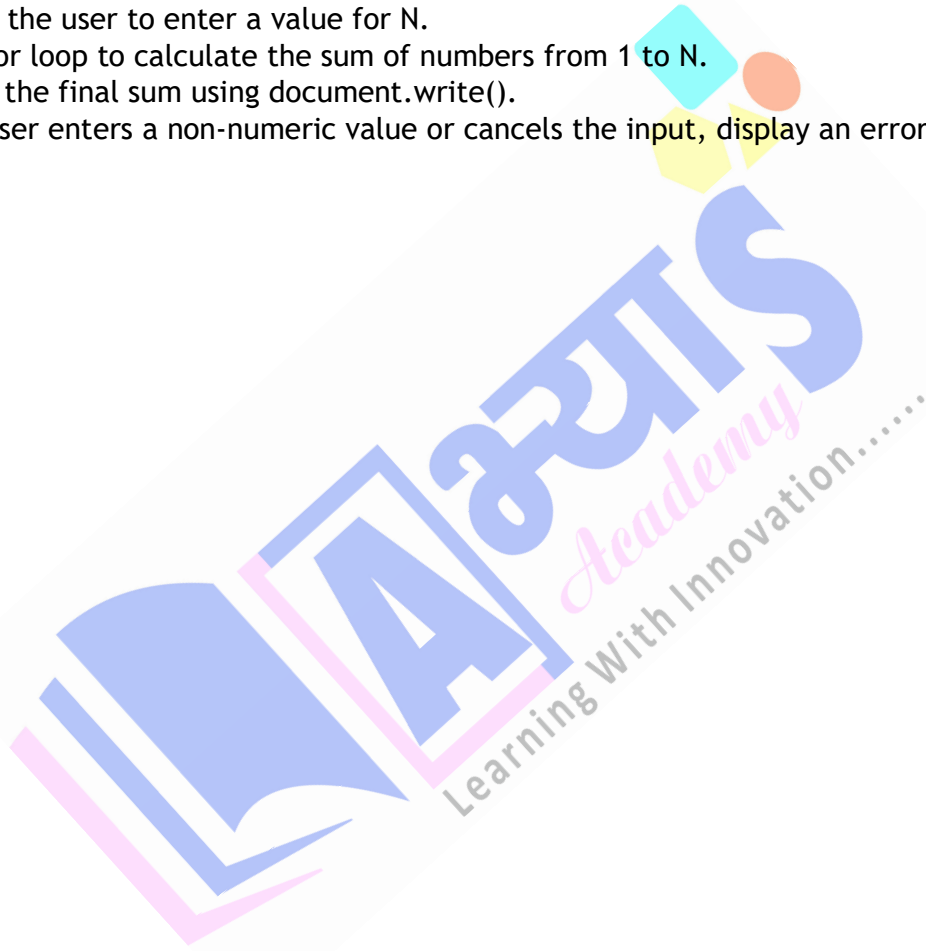 the user to enter a value for N.
or loop to calculate the sum of numbers from 1 to N.
the final sum using document.write().
ser enters a non-numeric value or cancels the input, display an error
A भ्यास
Academy
Learning With Innovation......